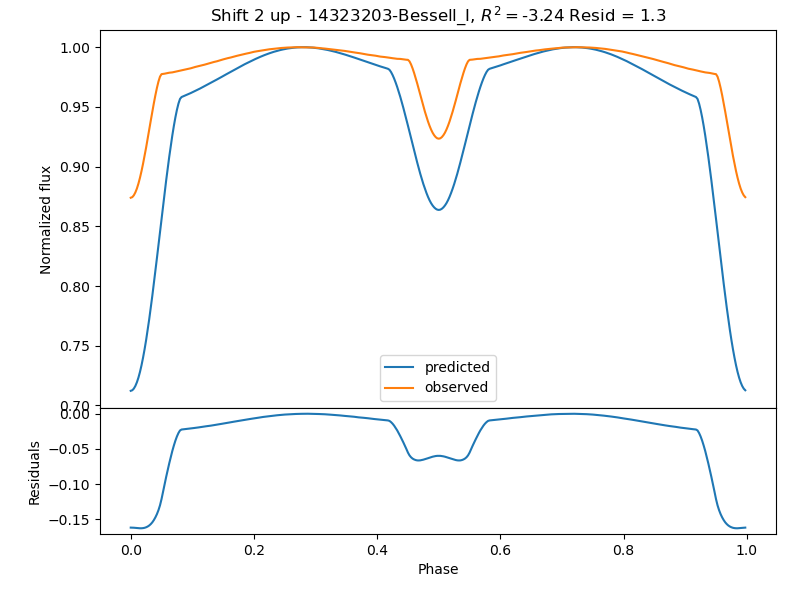 Shift 2 up - 14323203-Bessell_I, R² = -3.24 Resid = 1.3
1.00
0.95
0.90
0.85
0.80
0.75
0.70
Normalized flux
predicted
observed
0.00
−0.05
−0.10
−0.15
Residuals
0.0 0.2 0.4 0.6 0.8 1.0
Phase